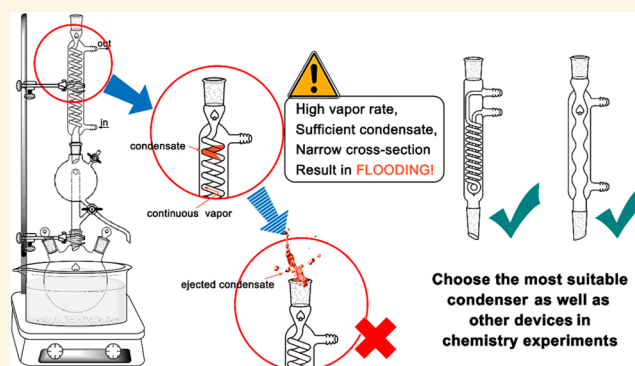 out
in
condensate
continuous vapor
High vapor rate,
Sufficient condensate,
Narrow cross-section
Result in FLOODING!
ejected condensate
Choose the most suitable
condenser as well as
other devices in
chemistry experiments